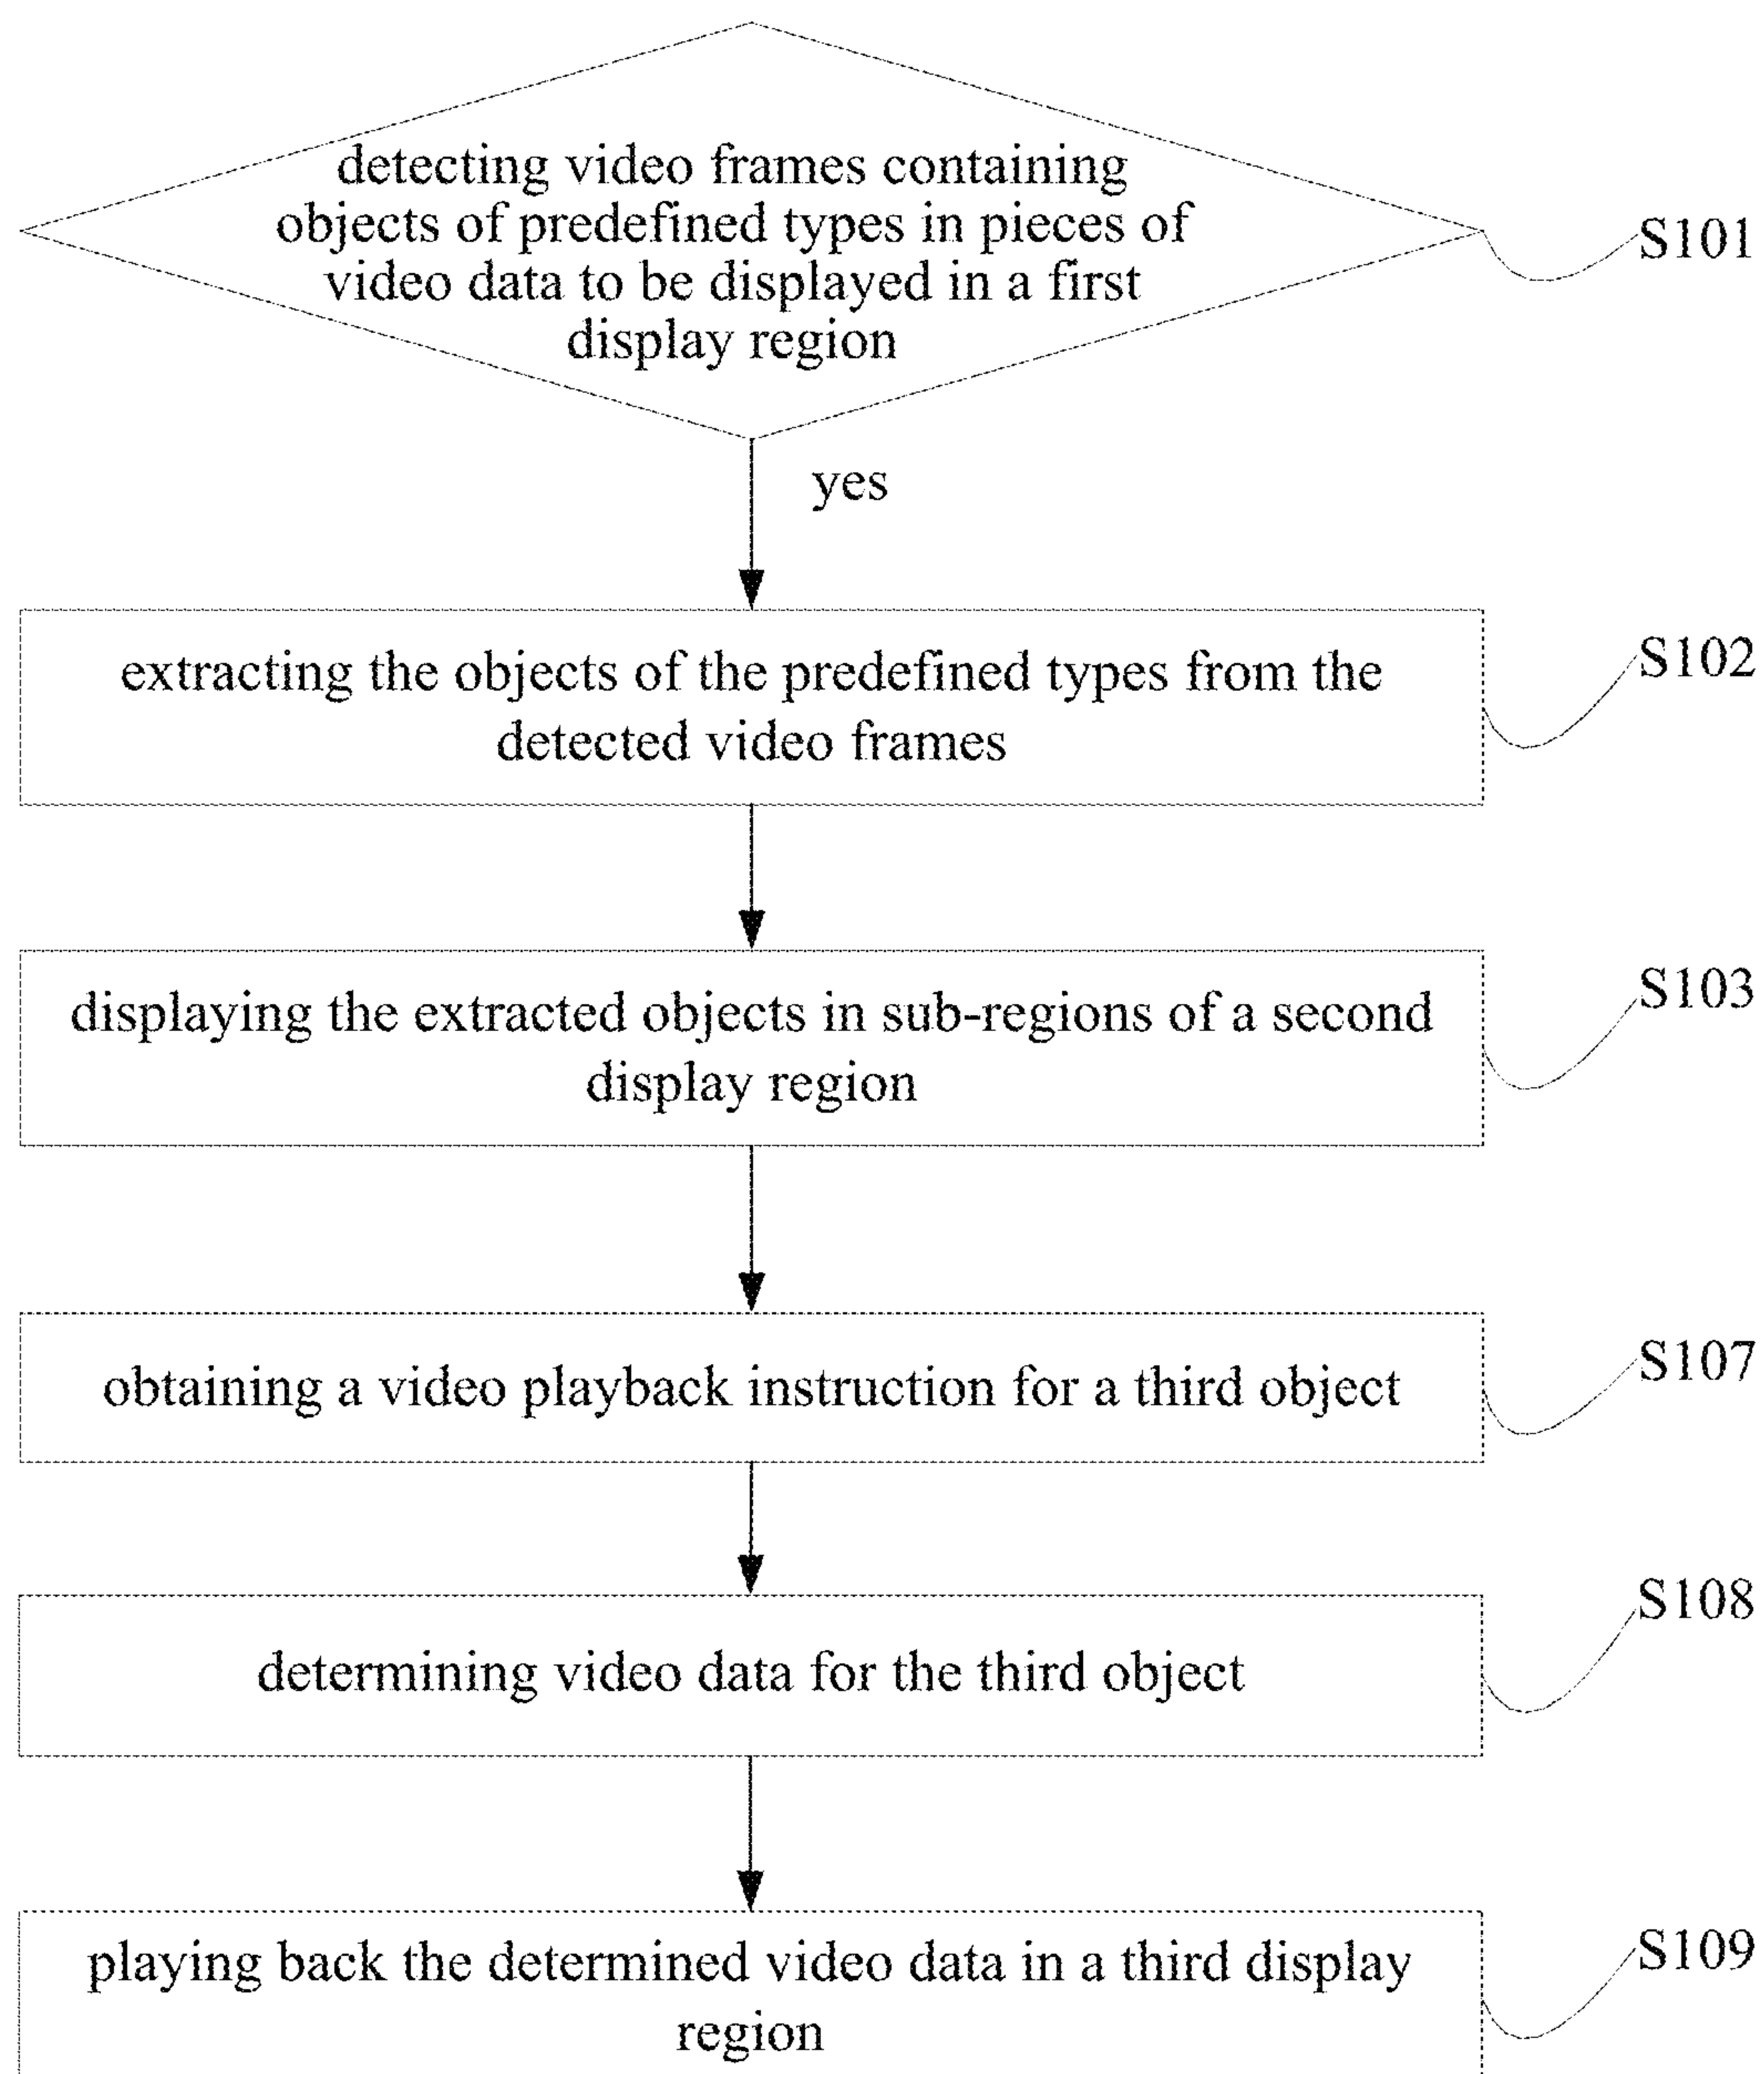 detecting video frames containing
objects of predefined types in pieces of
video data to be displayed in a first
display region
S101
yes
extracting the objects of the predefined types from the
detected video frames
S102
displaying the extracted objects in sub-regions of a second
display region
S103
obtaining a video playback instruction for a third object
S107
determining video data for the third object
S108
playing back the determined video data in a third display
region
S109